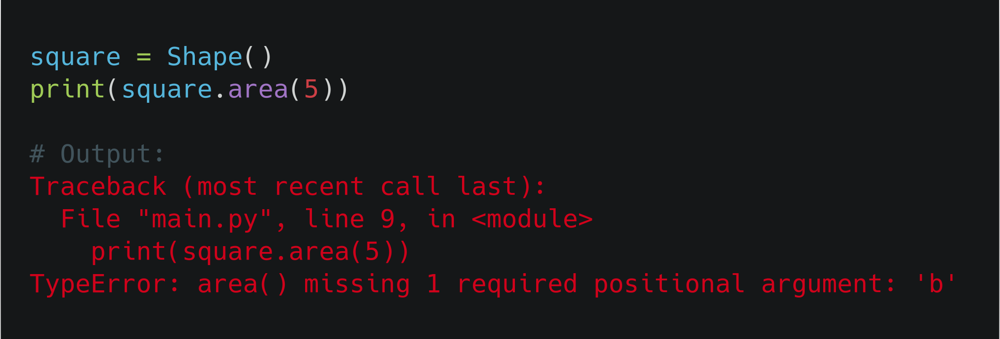 square = Shape()
print(square.area(5))
# Output:
Traceback (most recent call last):
  File "main.py", line 9, in <module>
    print(square.area(5))
TypeError: area() missing 1 required positional argument: 'b'